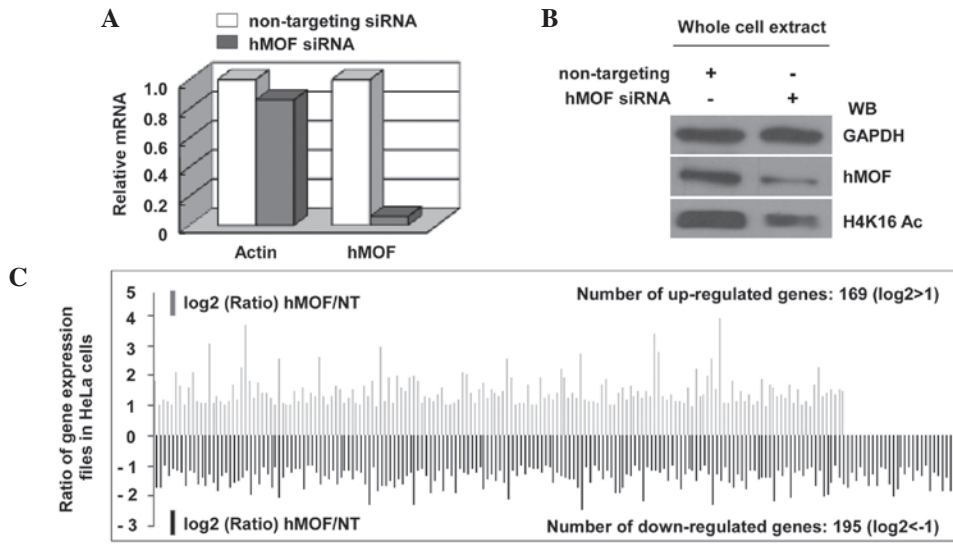 A
non-targeting siRNA
hMOF siRNA
Relative mRNA
1.0
0.8
0.6
0.4
0.2
0
Actin
hMOF
B
Whole cell extract
non-targeting + -
hMOF siRNA - +
WB
GAPDH
hMOF
H4K16 Ac
C
Ratio of gene expression
files in HeLa cells
5
4
3
2
1
0
- 1
- 2
- 3
log2 (Ratio) hMOF/NT
Number of up-regulated genes: 169 (log2>1)
log2 (Ratio) hMOF/NT
Number of down-regulated genes: 195 (log2<-1)